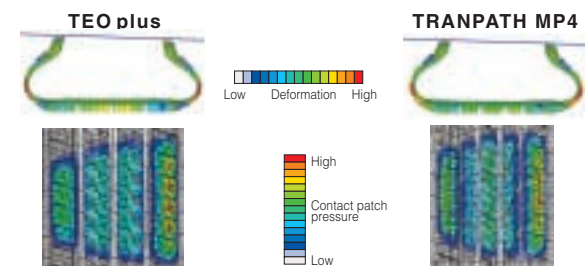 TEO plus
TRANPATH MP4
Low Deformation High
High
Contact patch
pressure
Low